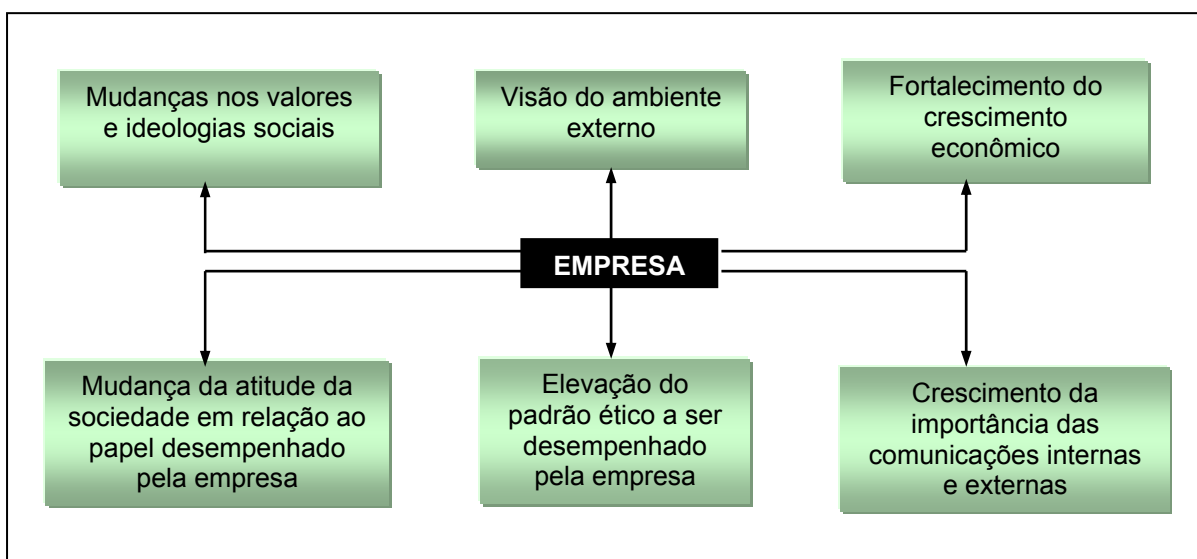 Mudanças nos valores
e ideologias sociais
Visão do ambiente
externo
Fortalecimento do
crescimento
econômico
EMPRESA
Mudança da atitude da
sociedade em relação ao
papel desempenhado
pela empresa
Elevação do
padrão ético a ser
desempenhado
pela empresa
Crescimento da
importância das
comunicações internas
e externas